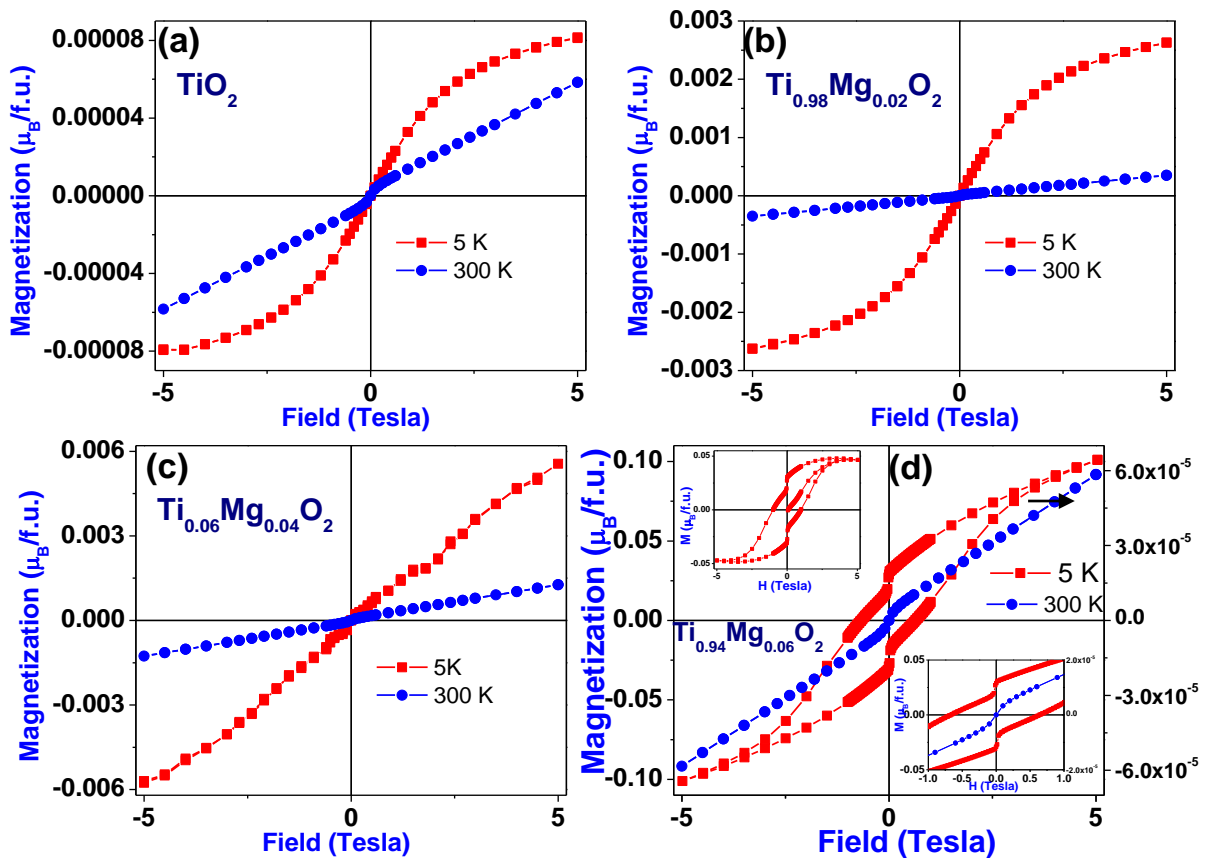 (a)
TiO2
Magnetization (μB/f.u.)
0.00008
0.00004
0.00000
-0.00004
-0.00008
5 K
300 K
-5 0 5
Field (Tesla)
(b)
Ti0.98Mg0.02O2
Magnetization (μB/f.u.)
0.003
0.002
0.001
0.000
-0.001
-0.002
-0.003
5 K
300 K
-5 0 5
Field (Tesla)
(c)
Ti0.06Mg0.04O2
Magnetization (μB/f.u.)
0.006
0.003
0.000
-0.003
-0.006
5K
300 K
-5 0 5
Field (Tesla)
(d)
Ti0.94Mg0.06O2
Magnetization (μB/f.u.)
0.10
0.05
0.00
-0.05
-0.10
6.0x10-5
3.0x10-5
0.0
-3.0x10-5
-6.0x10-5
5 K
300 K
-5 0 5
Field (Tesla)
M (μB/f.u.)
0.05
0.00
-0.05
-5 0 5
H (Tesla)
M (μB/f.u.)
0.05
0.00
-0.05
2.0x10-5
0.0
-2.0x10-5
-1.0 -0.5 0.0 0.5 1.0
H (Tesla)